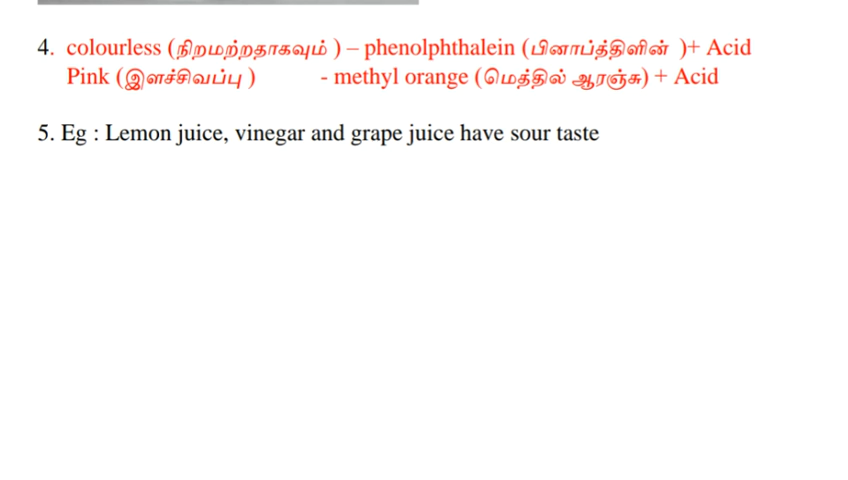 4. colourless (நிறமற்றதாகவும் ) – phenolphthalein (பினாப்த்திளின் )+ Acid
Pink (இளச்சிவப்பு ) - methyl orange (மெத்தில் ஆரஞ்சு) + Acid
5. Eg : Lemon juice, vinegar and grape juice have sour taste